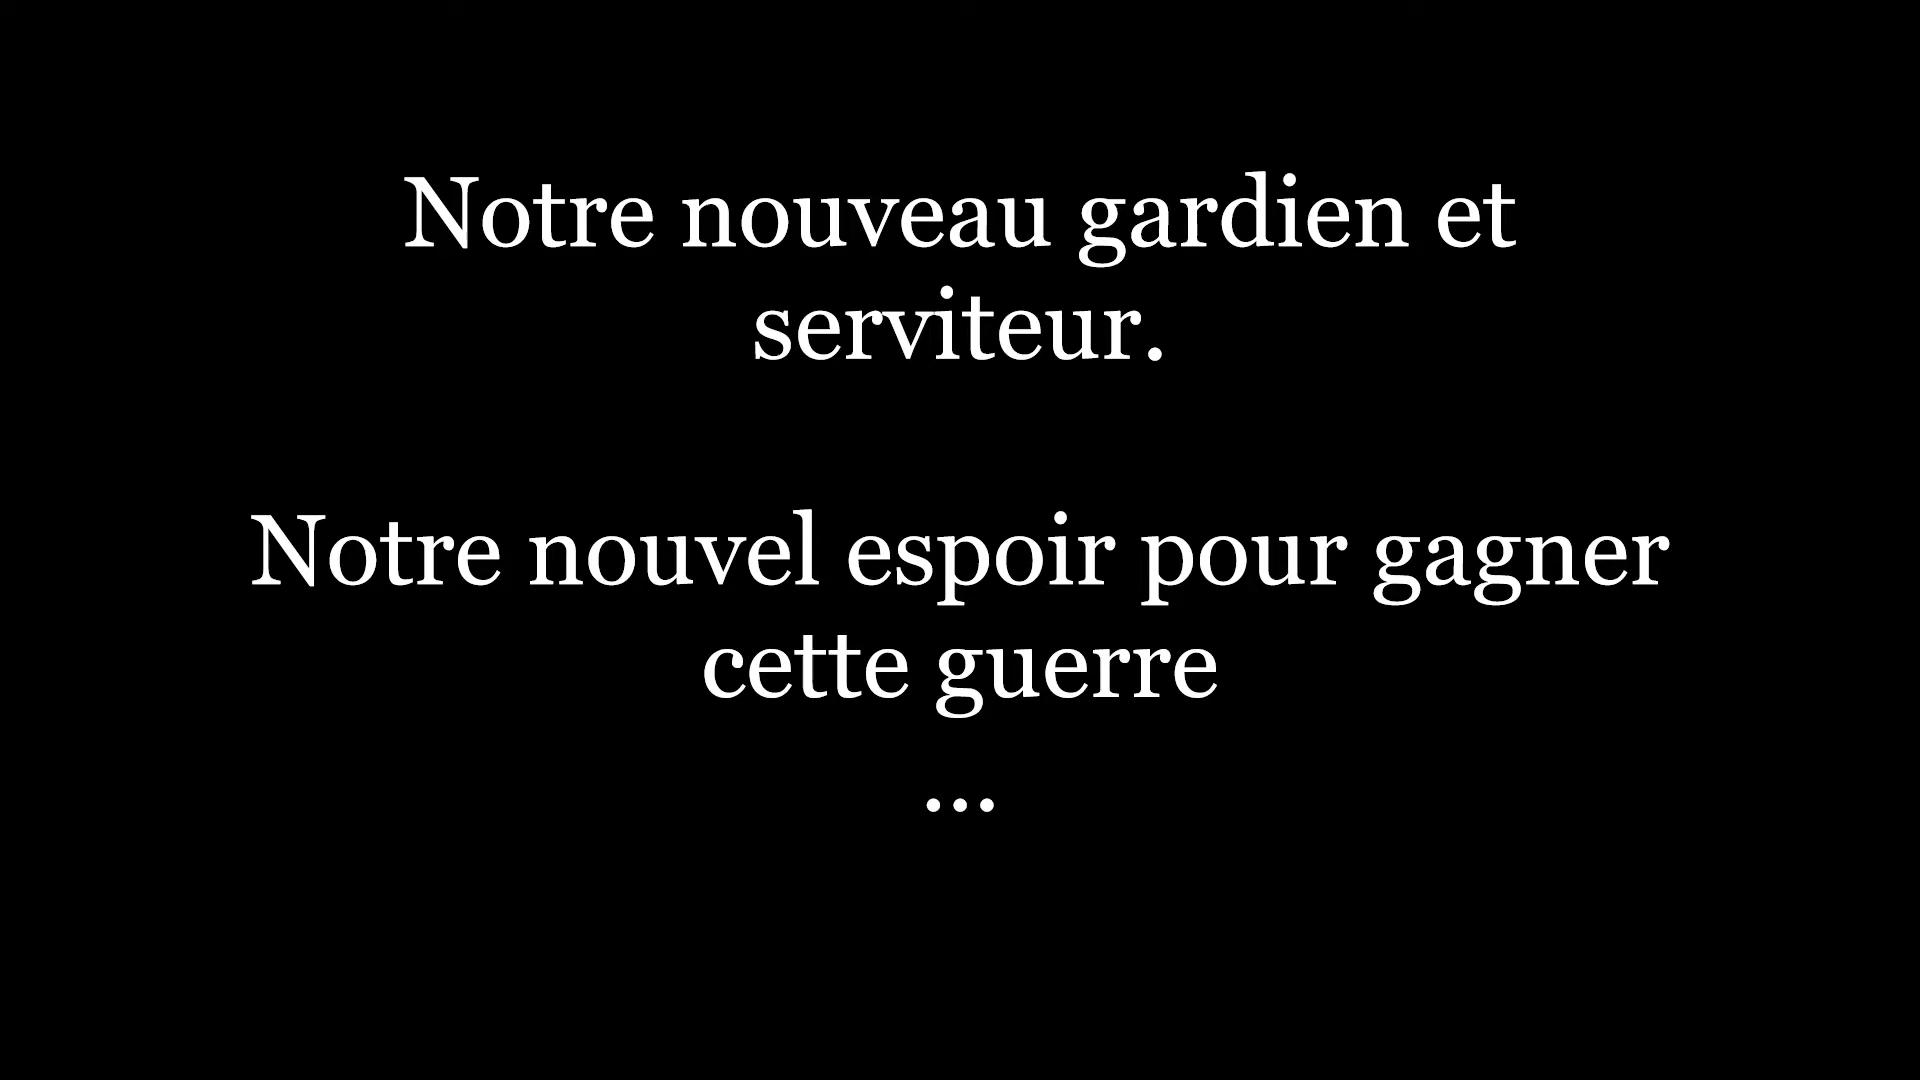 Notre nouveau gardien et
serviteur.
Notre nouvel espoir pour gagner
cette guerre
...